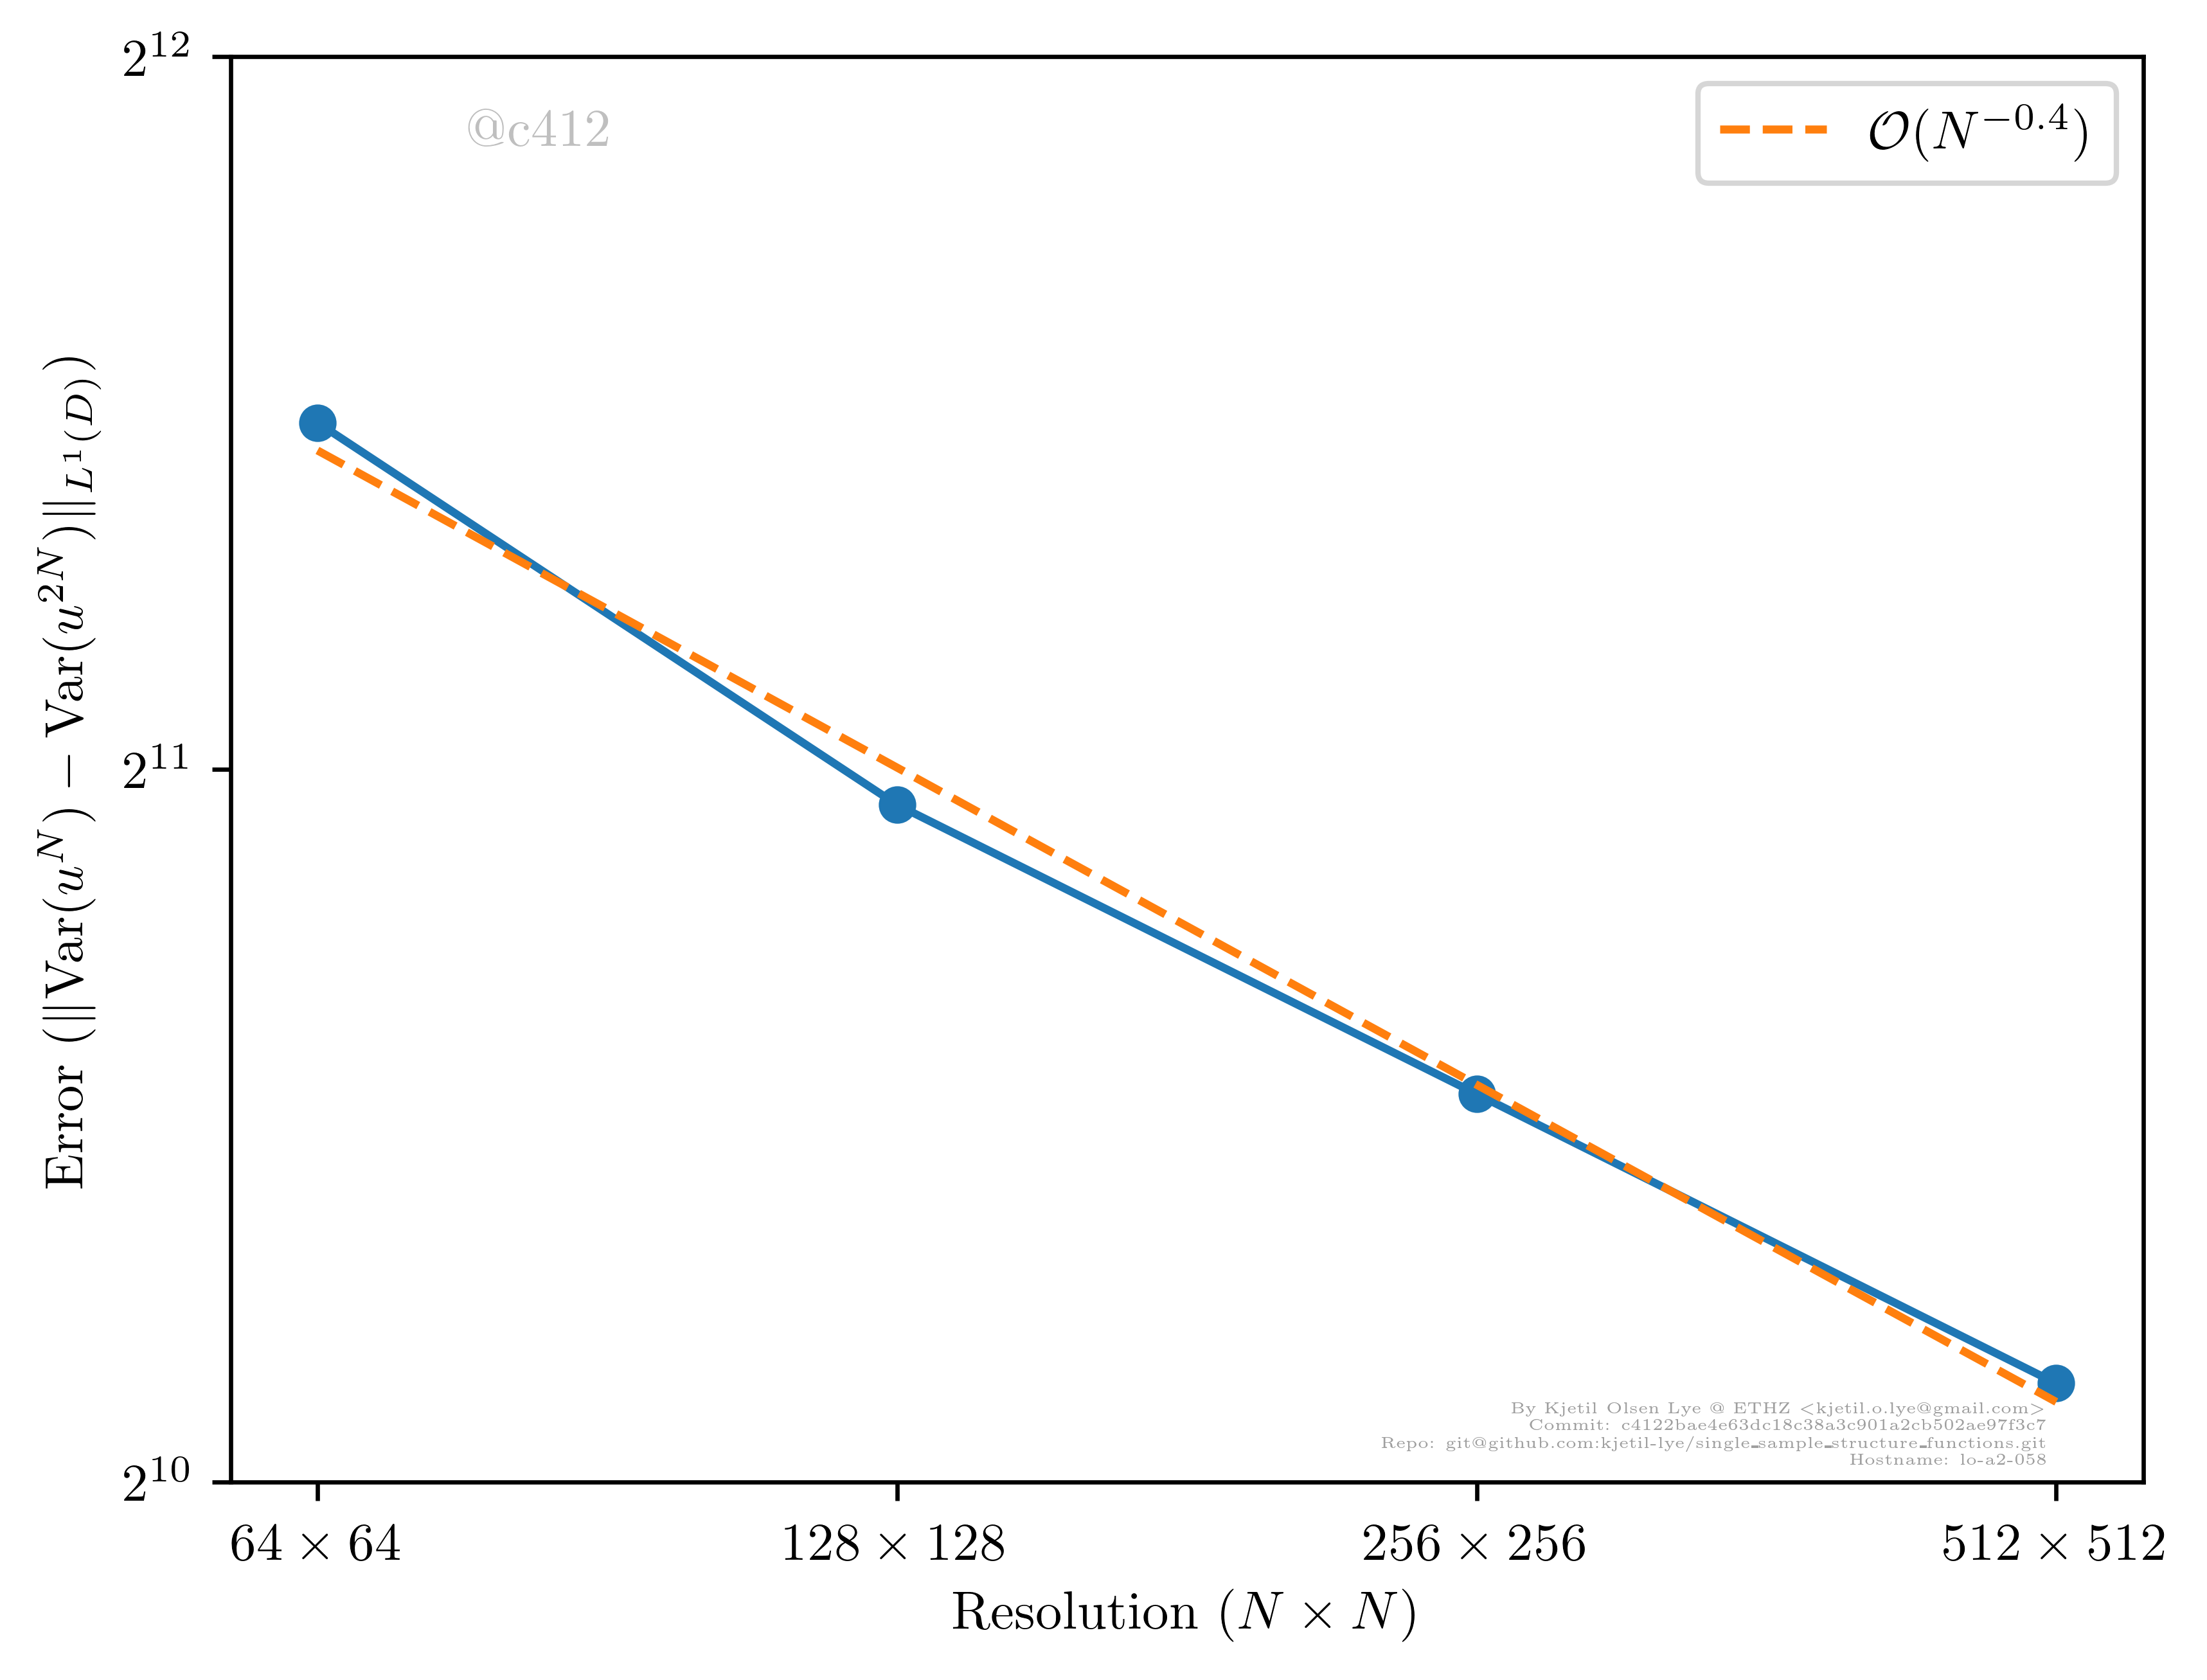 2^12
@c412
O(N^−0.4)
Error (||Var(u^N) − Var(u^2N)||_L^1(D))
2^11
By Kjetil Olsen Lye @ ETHZ <kjetil.o.lye@gmail.com>
Commit: c4122bae4e63dc18c38a3c901a2cb502ae97f3c7
Repo: git@github.com:kjetil-lye/single_sample_structure_functions.git
Hostname: lo-a2-058
2^10
64 × 64 128 × 128 256 × 256 512 × 512
Resolution (N × N)